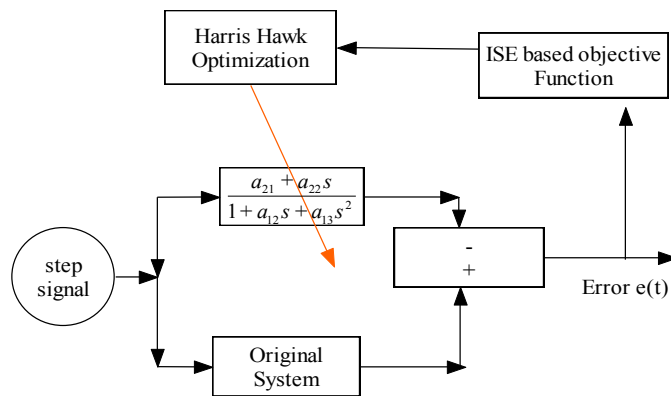 Harris Hawk
Optimization
ISE based objective
Function
a₂₁ + a₂₂s
1 + a₁₂s + a₁₃s²
step
signal
-
+
Error e(t)
Original
System